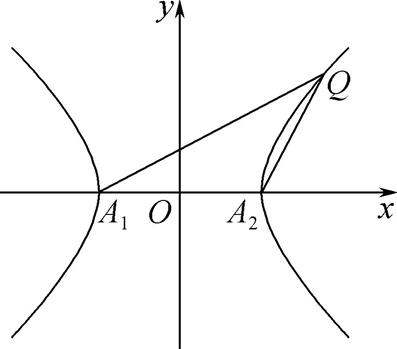 y
Q
A₁ O A₂ x